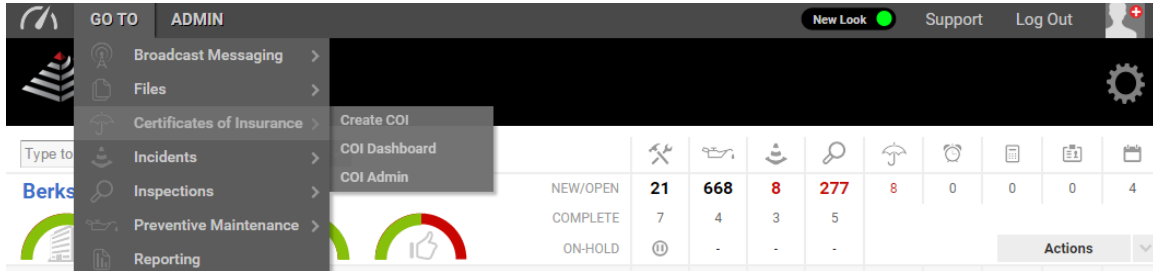 GO TO ADMIN New Look Support Log Out
Broadcast Messaging
Files
Certificates of Insurance
Create COI
COI Dashboard
COI Admin
Type to
Incidents
Inspections
Preventive Maintenance
Reporting
Berks
NEW/OPEN 21 668 8 277 8 0 0 0 4
COMPLETE 7 4 3 5
ON-HOLD - - -
Actions